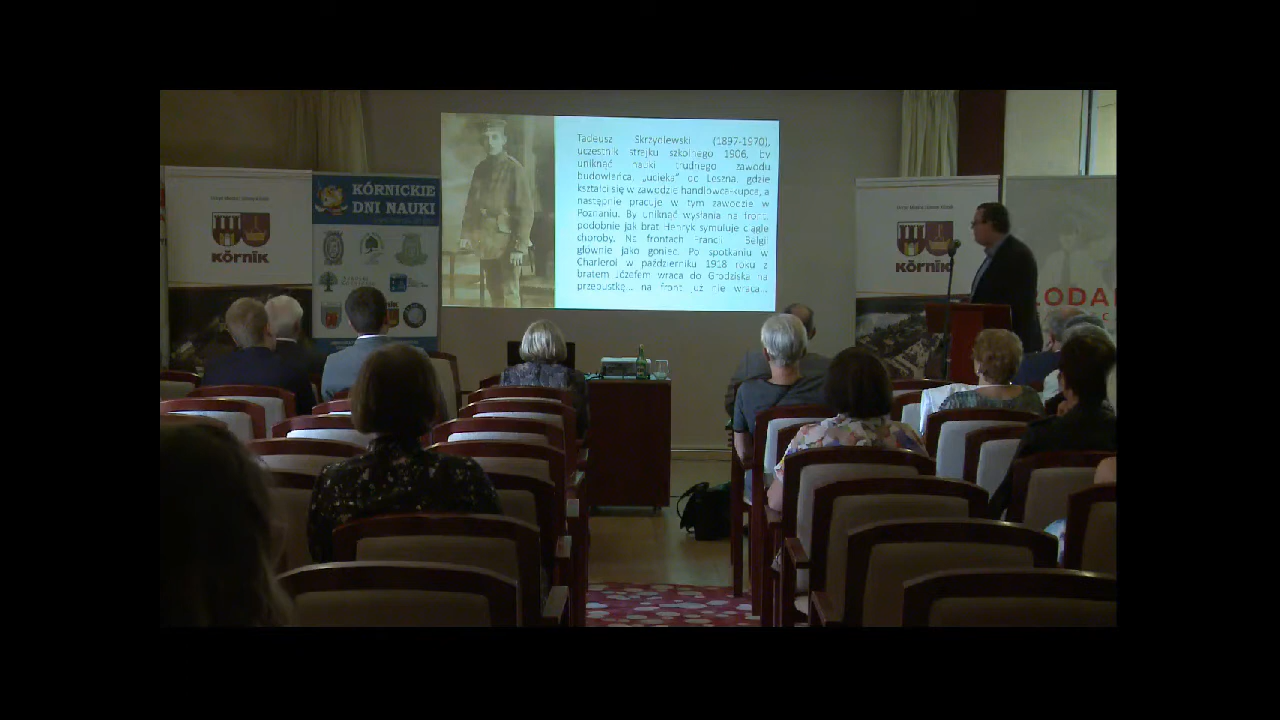 Tadeusz Skrzydlewski (1897-1970),
uczestnik strajku szkolnego 1906, by
uniknąć nauki trudnego zawodu
budowlańca, „ucieka” do Leszna, gdzie
kształci się w zawodzie handlowca-kupca, a
następnie pracuje w tym zawodzie w
Poznaniu. By uniknąć wysłania na front,
podobnie jak brat Henryk symuluje ciągle
choroby. Na frontach Francji Belgii
głównie jako goniec. Po spotkaniu w
Charleroi w październiku 1918 roku z
bratem Józefem wraca do Grodziska na
przepustkę... na front już nie wraca...
KÓRNICKIE
DNI NAUKI
KÓRNIK
KÓRNIK
ŁODA